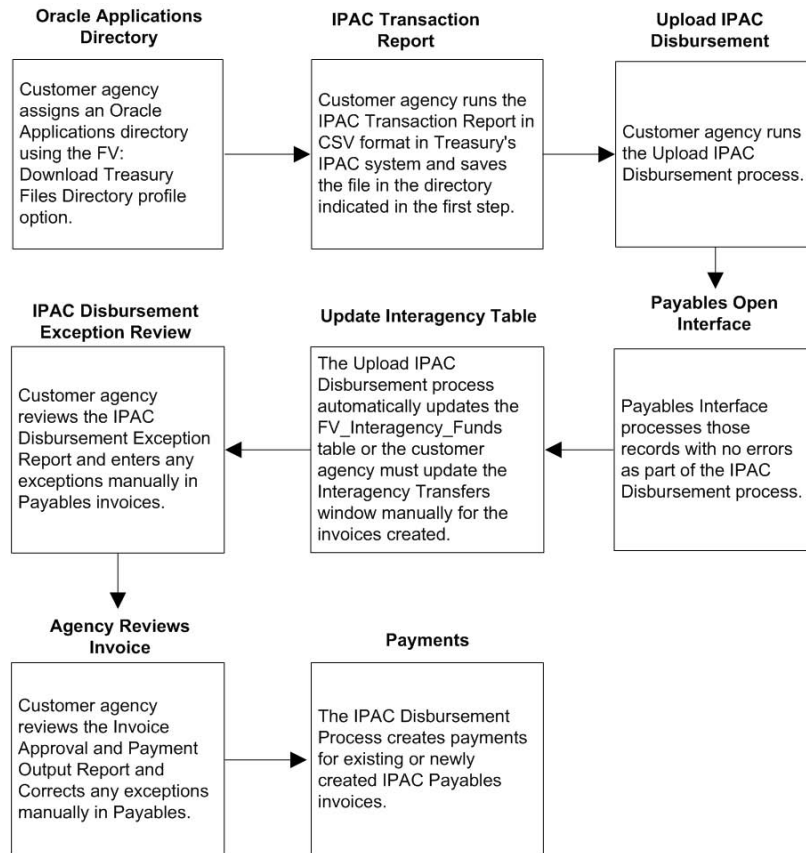 Oracle Applications
Directory
Customer agency
assigns an Oracle
Applications directory
using the FV:
Download Treasury
Files Directory profile
option.
IPAC Transaction
Report
Customer agency runs the
IPAC Transaction Report in
CSV format in Treasury's
IPAC system and saves
the file in the directory
indicated in the first step.
Upload IPAC
Disbursement
Customer agency runs
the Upload IPAC
Disbursement process.
Payables Open
Interface
Payables Interface
processes those
records with no errors
as part of the IPAC
Disbursement process.
Update Interagency Table
The Upload IPAC
Disbursement process
automatically updates the
FV_Interagency_Funds
table or the customer
agency must update the
Interagency Transfers
window manually for the
invoices created.
IPAC Disbursement
Exception Review
Customer agency
reviews the IPAC
Disbursement Exception
Report and enters any
exceptions manually in
Payables invoices.
Agency Reviews
Invoice
Customer agency
reviews the Invoice
Approval and Payment
Output Report and
Corrects any exceptions
manually in Payables.
Payments
The IPAC Disbursement
Process creates payments
for existing or newly
created IPAC Payables
invoices.